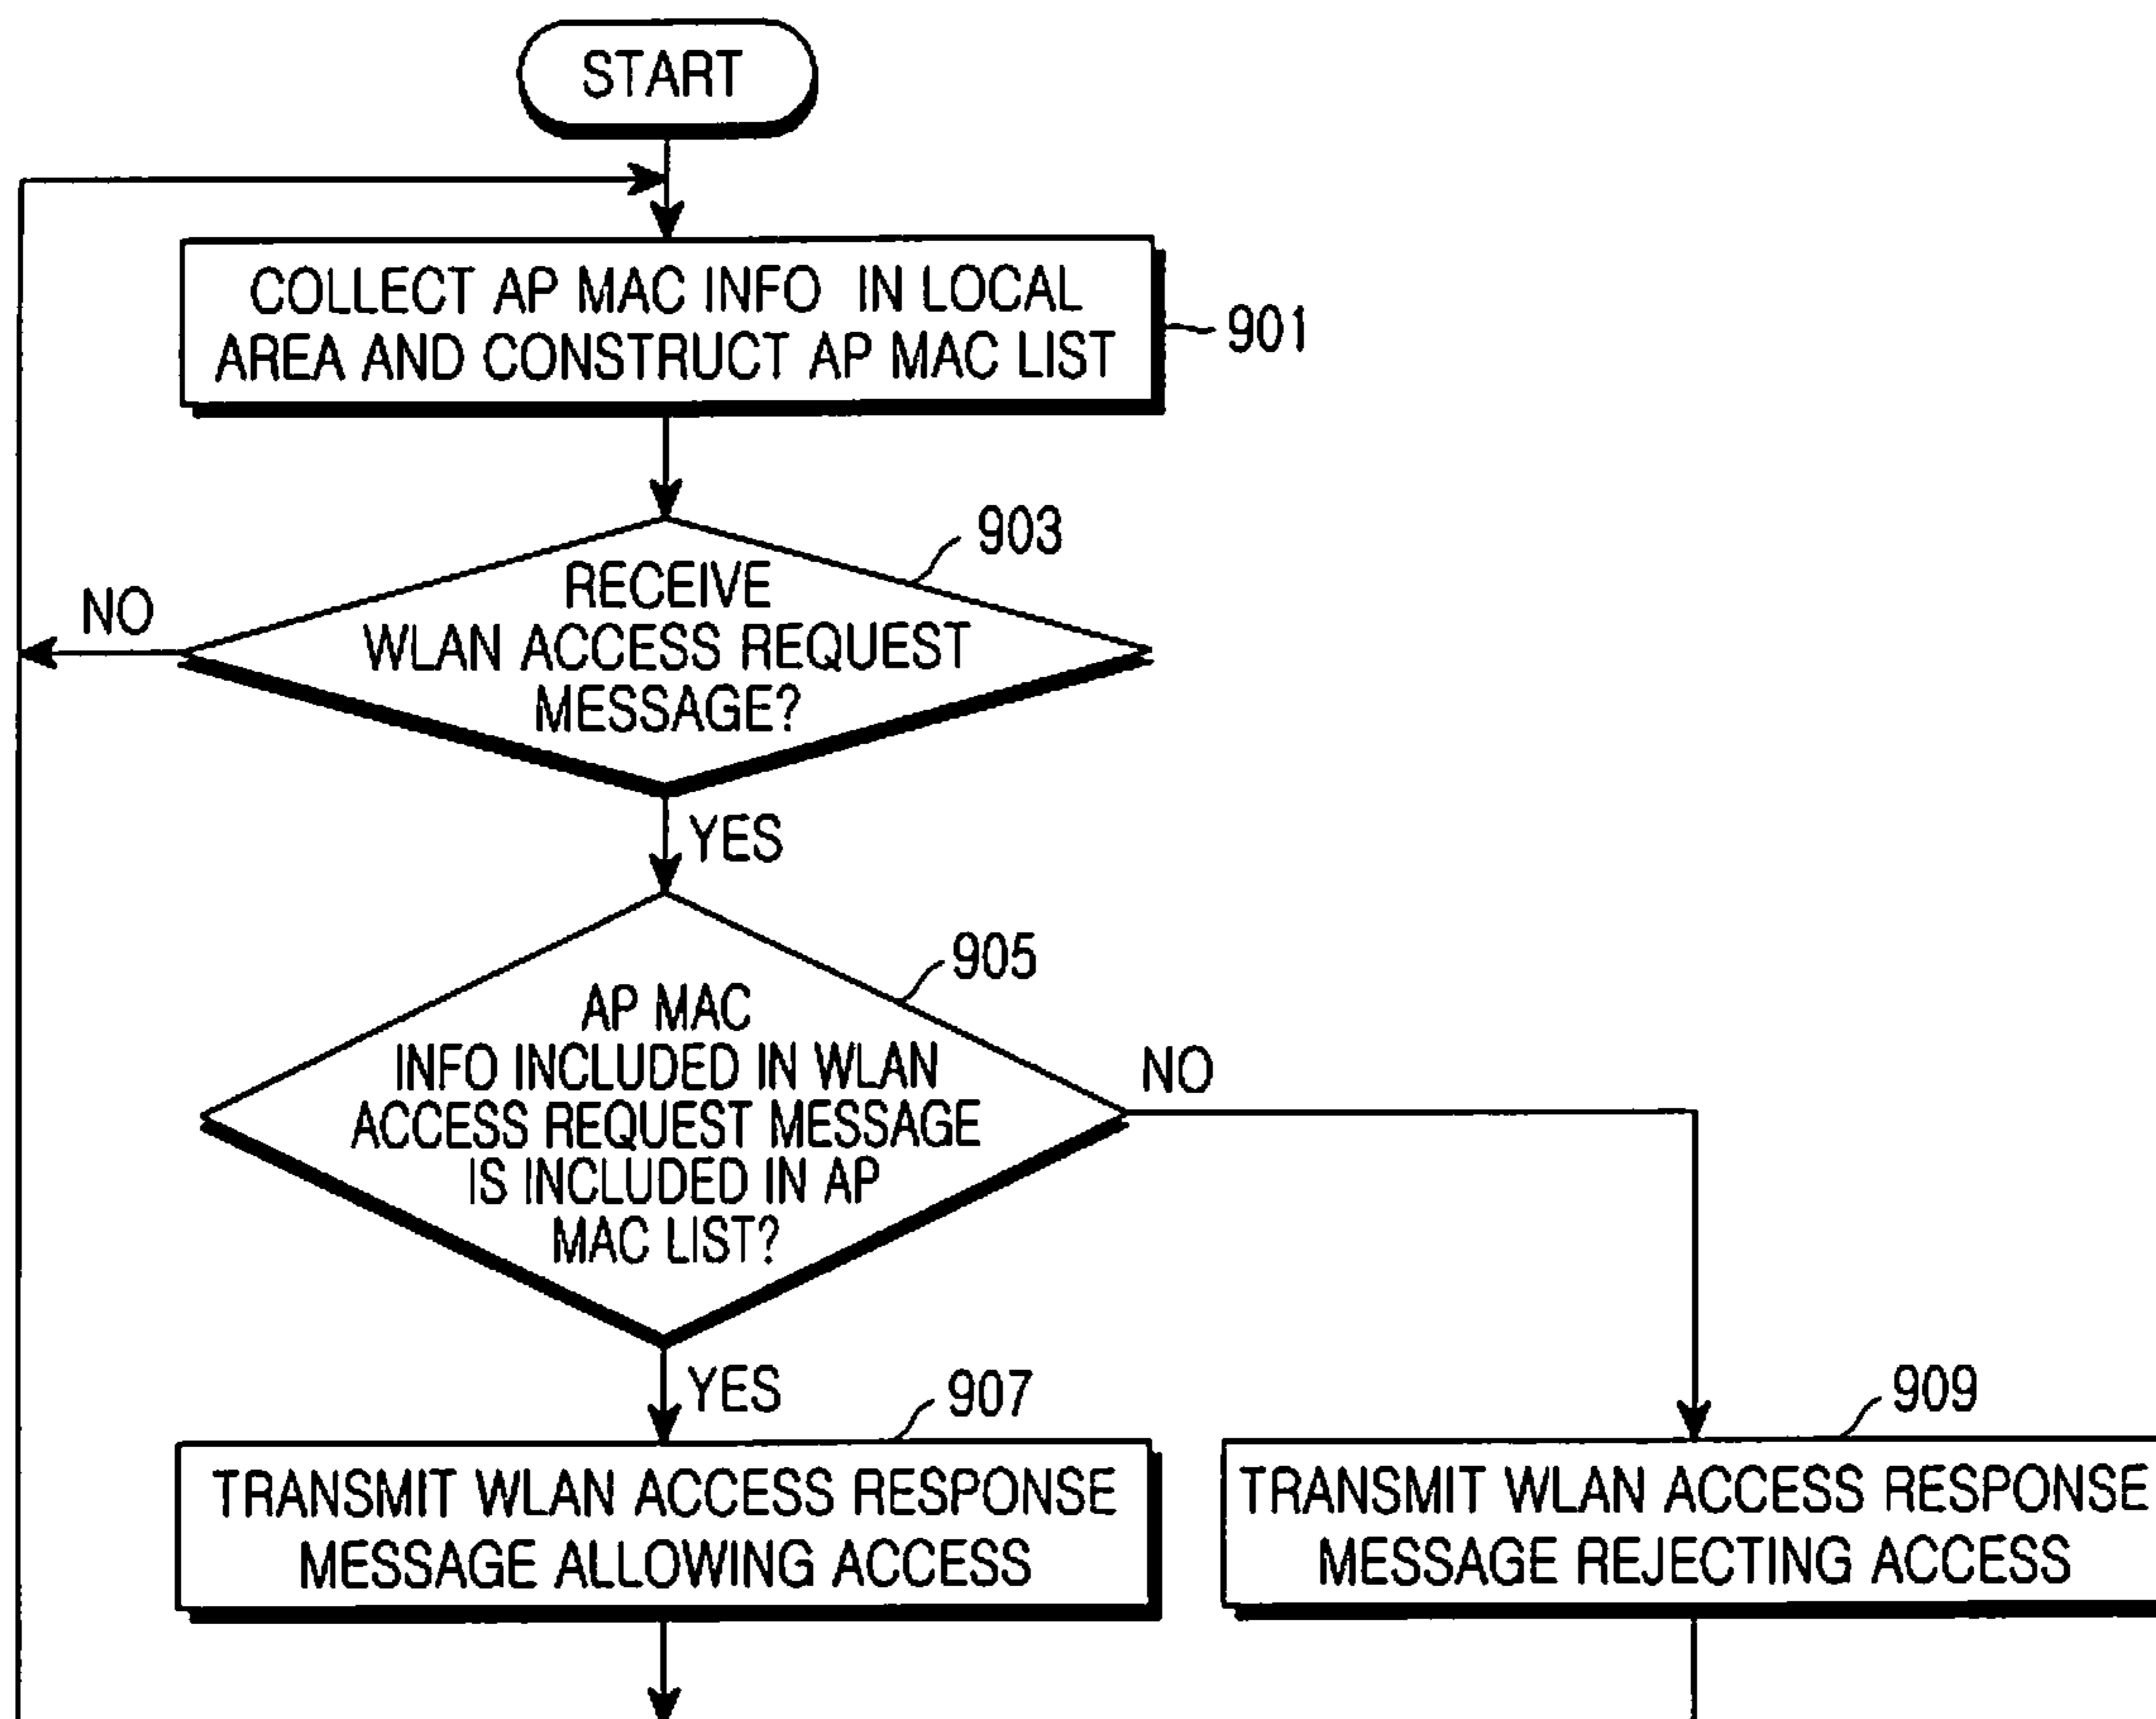 START
COLLECT AP MAC INFO IN LOCAL
AREA AND CONSTRUCT AP MAC LIST
901
903
RECEIVE
WLAN ACCESS REQUEST
MESSAGE?
NO
YES
905
AP MAC
INFO INCLUDED IN WLAN
ACCESS REQUEST MESSAGE
IS INCLUDED IN AP
MAC LIST?
NO
YES
907
TRANSMIT WLAN ACCESS RESPONSE
MESSAGE ALLOWING ACCESS
909
TRANSMIT WLAN ACCESS RESPONSE
MESSAGE REJECTING ACCESS